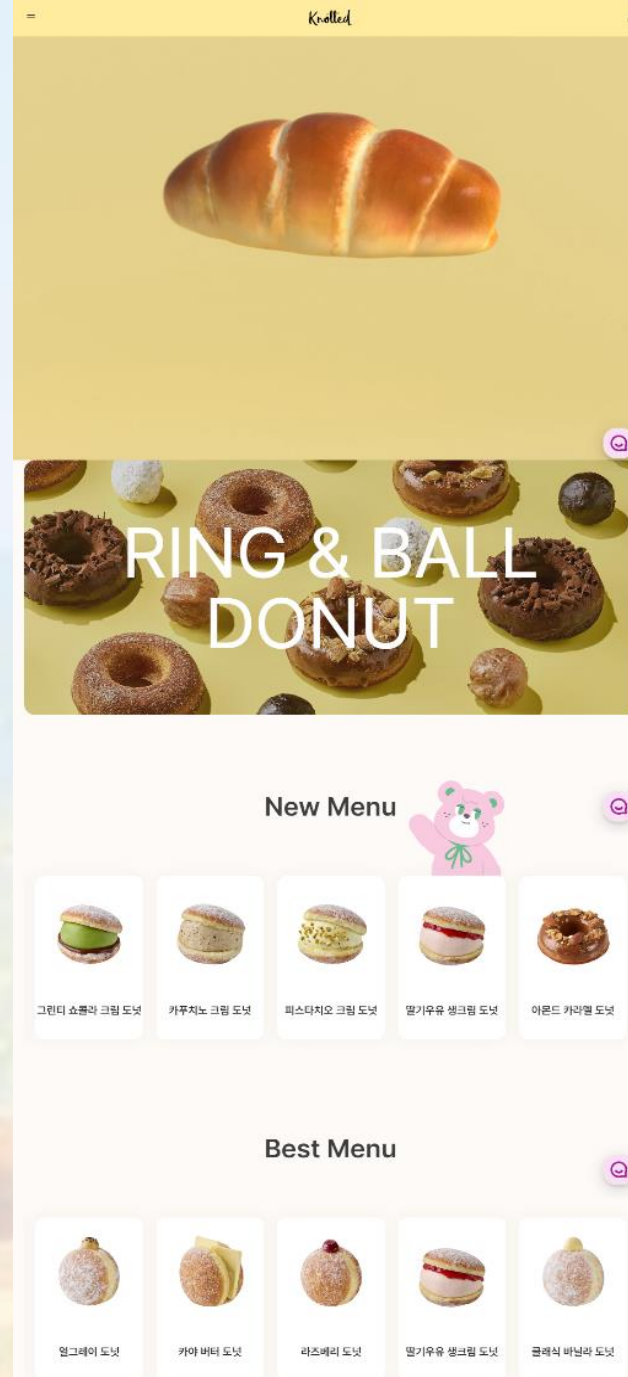 Knotted
RING & BALL
DONUT
New Menu
그린티 쇼콜라 크림 도넛
카푸치노 크림 도넛
피스타치오 크림 도넛
딸기우유 생크림 도넛
아몬드 카라멜 도넛
Best Menu
얼그레이 도넛
카야 버터 도넛
라즈베리 도넛
딸기우유 생크림 도넛
클래식 바닐라 도넛